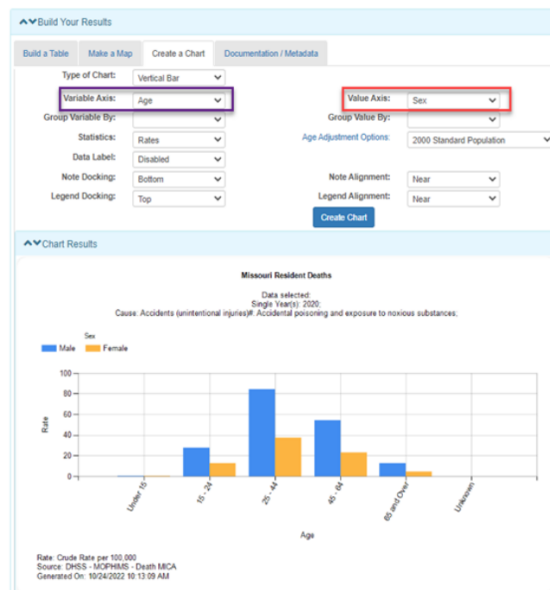 Build Your Results
Build a Table Make a Map Create a Chart Documentation / Metadata
Type of Chart: Vertical Bar
Variable Axis: Age Value Axis: Sex
Group Variable By: Group Value By:
Statistics: Rates Age Adjustment Options: 2000 Standard Population
Data Label: Disabled
Note Docking: Bottom Note Alignment: Near
Legend Docking: Top Legend Alignment: Near
Create Chart
Chart Results
Missouri Resident Deaths
Data selected:
Single Year(s): 2020;
Cause: Accidents (unintentional injuries)#: Accidental poisoning and exposure to noxious substances;
Sex
Male Female
100
80
60
40
20
0
Rate
Under 15 15 - 24 25 - 44 45 - 64 65 and Over Unknown
Age
Rate: Crude Rate per 100,000
Source: DHSS - MOPHIMS - Death MICA
Generated On: 10/24/2022 10:13:09 AM